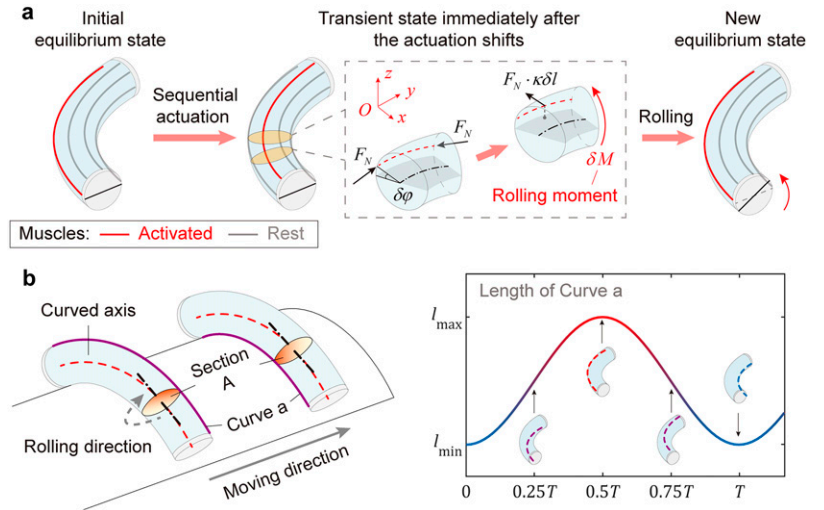 a
Initial
equilibrium state
Transient state immediately after
the actuation shifts
New
equilibrium state
Sequential
actuation
z
y
O
x
F_N
F_N
δφ
F_N · κδl
δM
Rolling moment
Rolling
Muscles: Activated Rest
b
Curved axis
Section
A
Curve a
Rolling direction
Moving direction
Length of Curve a
l_max
l_min
0 0.25T 0.5T 0.75T T